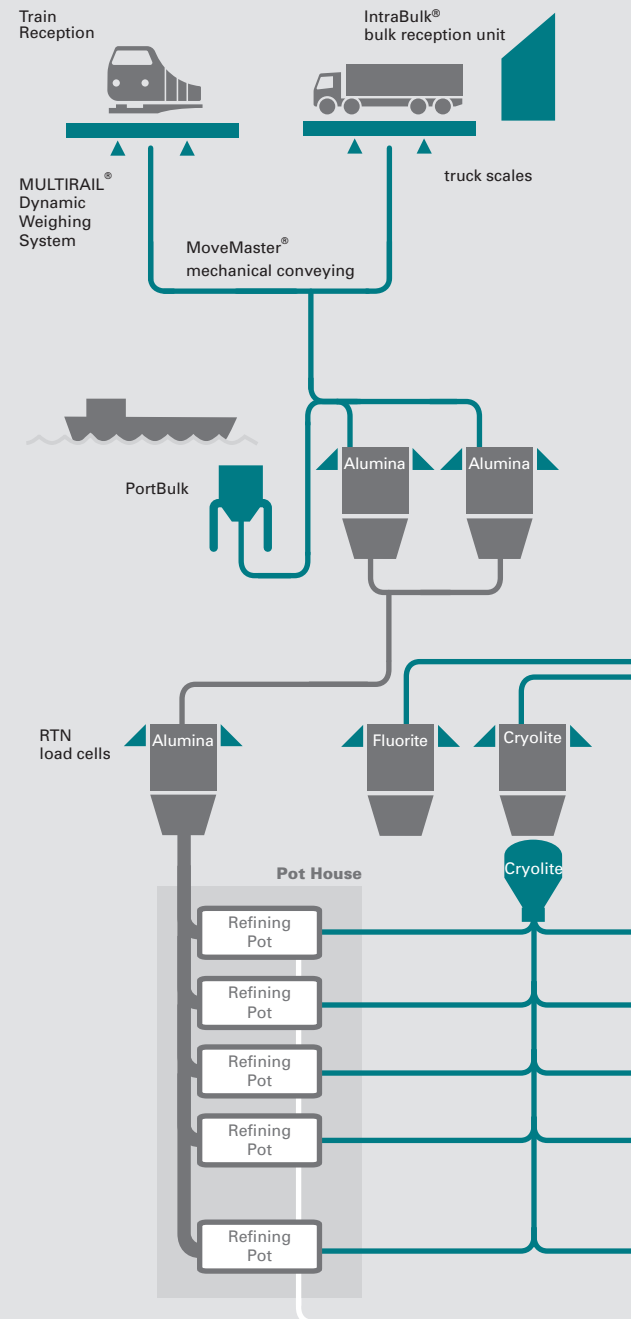 Train
Reception
IntraBulk®
bulk reception unit
MULTIRAIL®
Dynamic
Weighing
System
truck scales
MoveMaster®
mechanical conveying
Alumina
Alumina
PortBulk
RTN
load cells
Alumina
Fluorite
Cryolite
Cryolite
Pot House
Refining
Pot
Refining
Pot
Refining
Pot
Refining
Pot
Refining
Pot